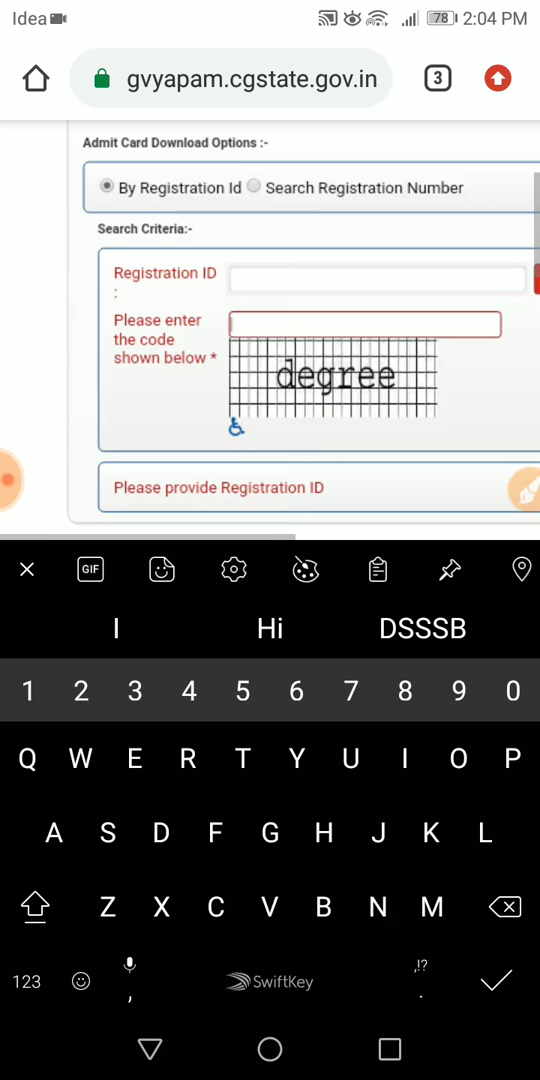 Idea 78 2:04 PM
gvyapam.cgstate.gov.in 3
Admit Card Download Options :-
By Registration Id Search Registration Number
Search Criteria:-
Registration ID
:
Please enter
the code
shown below *
degree
Please provide Registration ID
GIF
I Hi DSSSB
1 2 3 4 5 6 7 8 9 0
Q W E R T Y U I O P
A S D F G H J K L
Z X C V B N M
123 , SwiftKey ,!? .